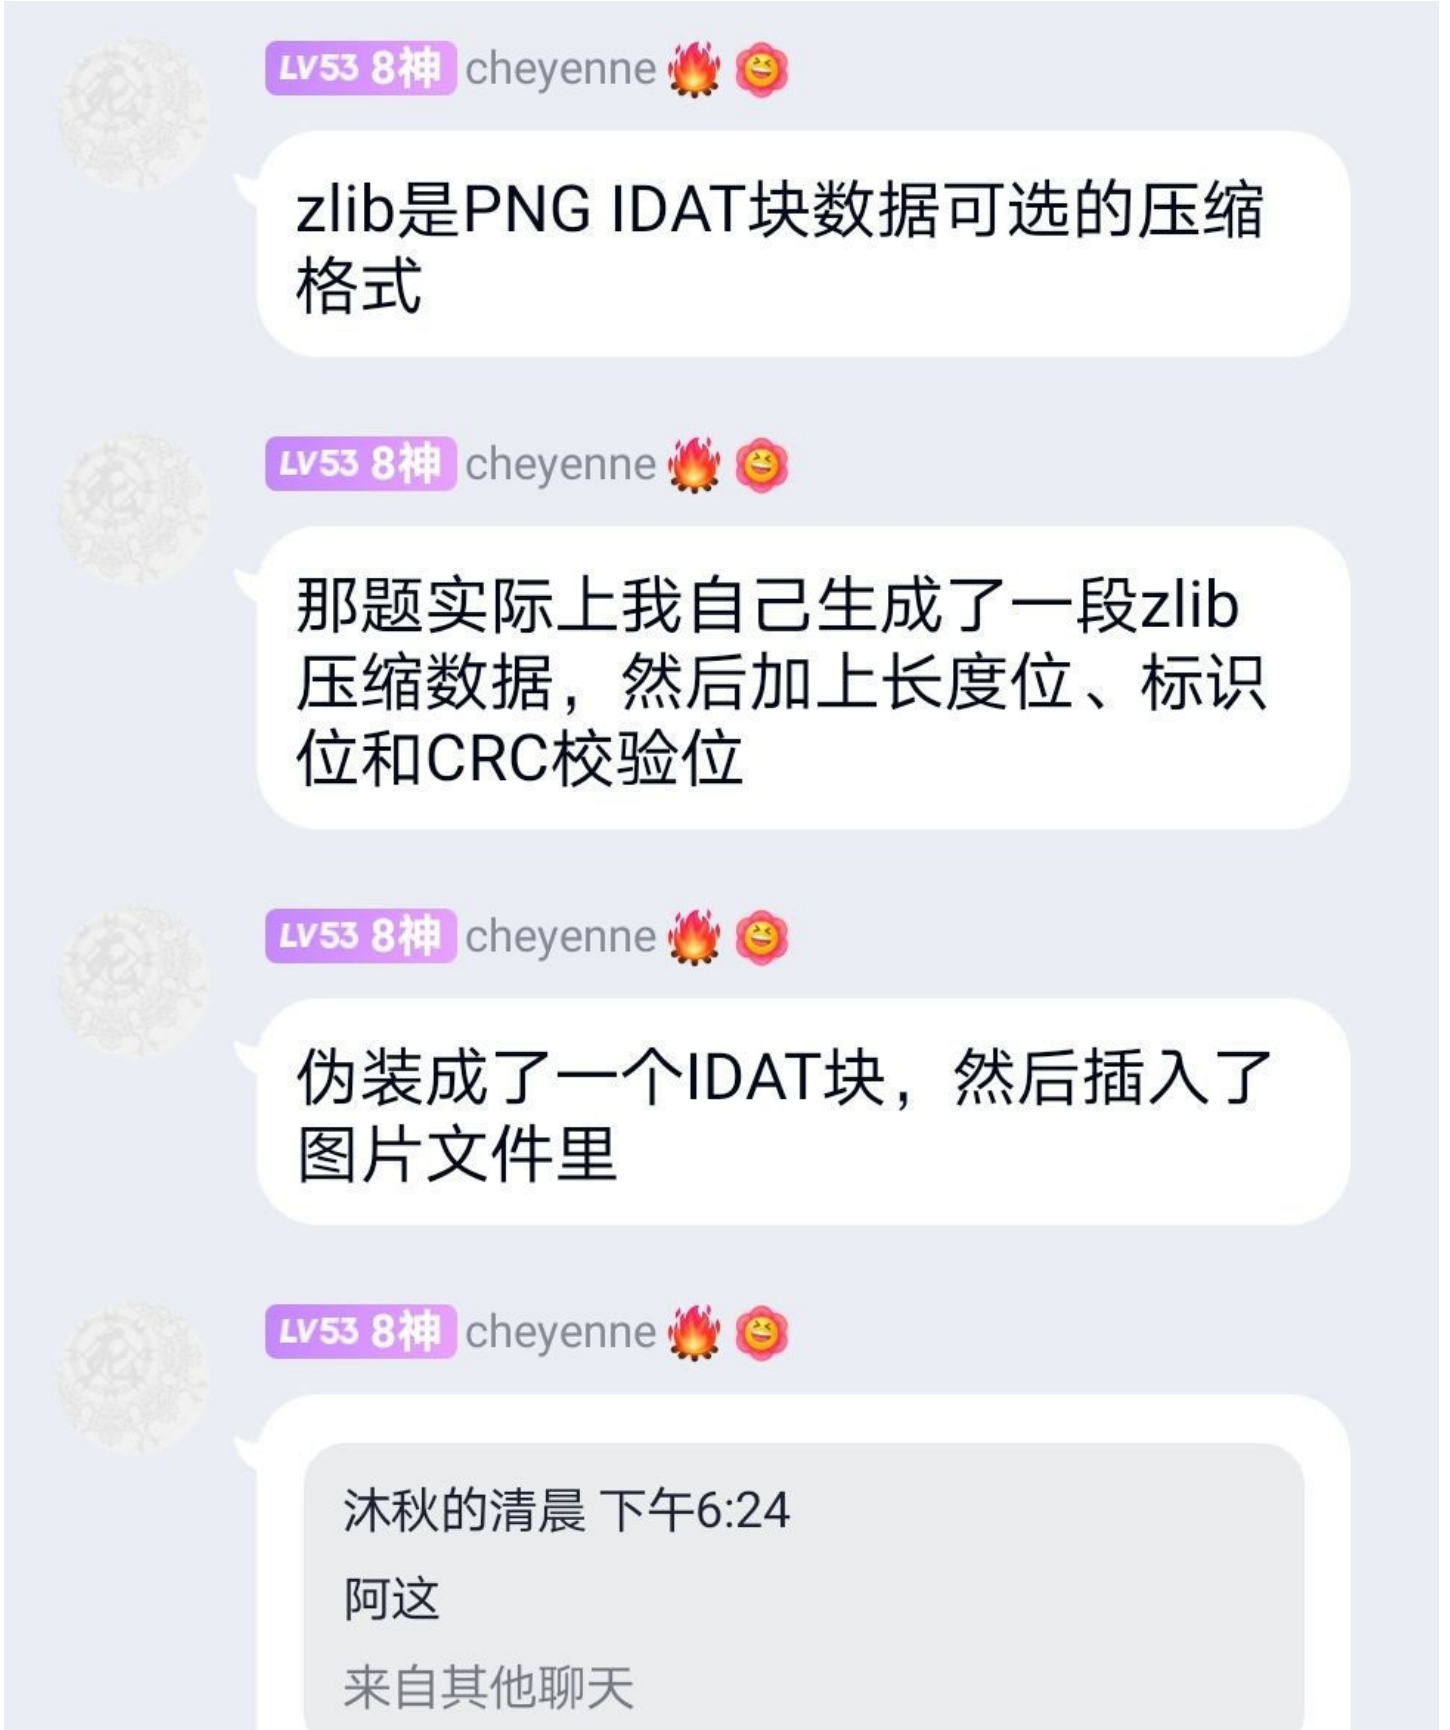 LV53 8神 cheyenne
zlib是PNG IDAT块数据可选的压缩
格式
LV53 8神 cheyenne
那题实际上我自己生成了一段zlib
压缩数据，然后加上长度位、标识
位和CRC校验位
LV53 8神 cheyenne
伪装成了一个IDAT块，然后插入了
图片文件里
LV53 8神 cheyenne
沐秋的清晨 下午6:24
阿这
来自其他聊天